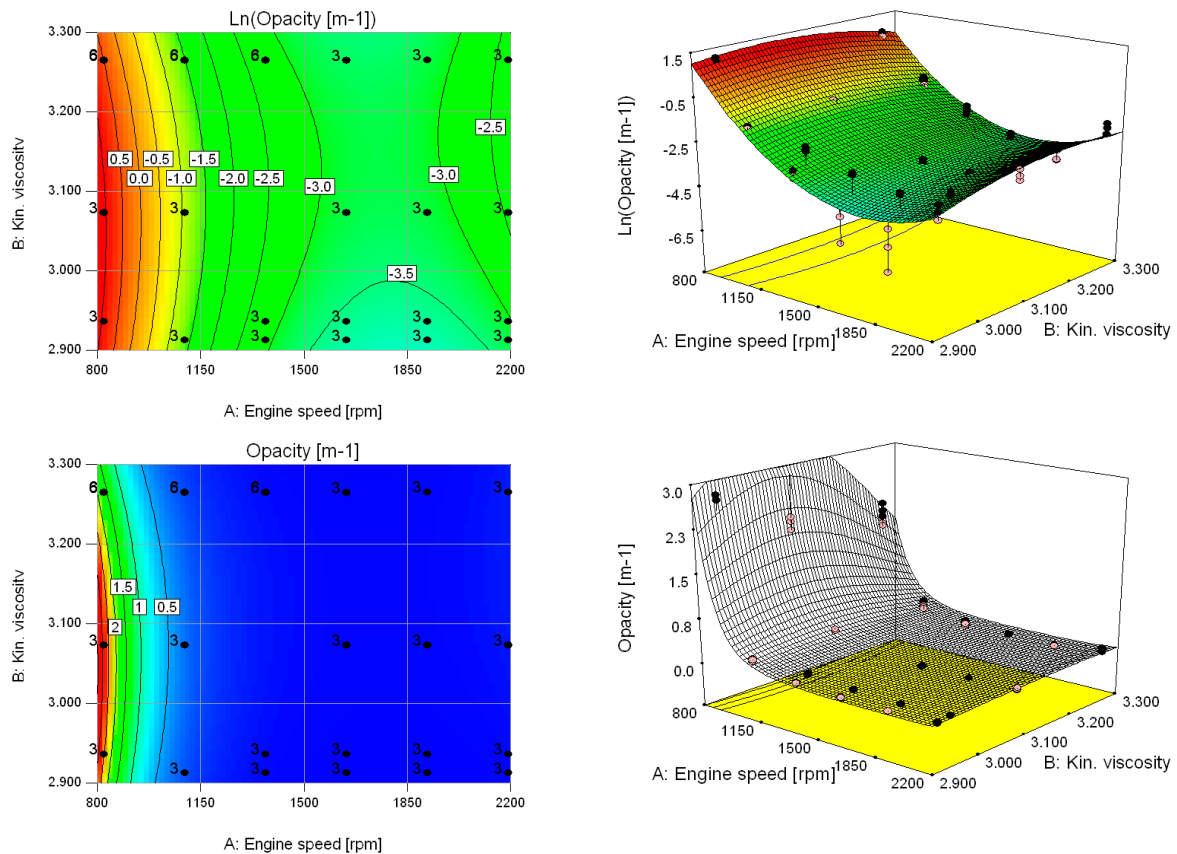 Ln(Opacity [m-1])
3.300
3.200
3.100
3.000
2.900
B: Kin. viscosity
6 6 6 3 3 3
0.5 -0.5 -1.5
0.0 -1.0 -2.0 -2.5 -3.0 -3.0 -2.5
3 3 3 3 3
-3.5
3 3 3 3 3
3 3 3 3 3
800 1150 1500 1850 2200
A: Engine speed [rpm]
1.5
-0.5
-2.5
-4.5
-6.5
Ln(Opacity [m-1])
800
1150
1500
1850
2200
A: Engine speed [rpm]
3.300
3.200
3.100
3.000
2.900
B: Kin. viscosity
Opacity [m-1]
3.300
3.200
3.100
3.000
2.900
B: Kin. viscosity
6 6 6 3 3 3
1.5
2 1 0.5
3 3 3 3 3
3 3 3 3 3
3 3 3 3 3
800 1150 1500 1850 2200
A: Engine speed [rpm]
3.0
2.3
1.5
0.8
0.0
Opacity [m-1]
800
1150
1500
1850
2200
A: Engine speed [rpm]
3.300
3.200
3.100
3.000
2.900
B: Kin. viscosity